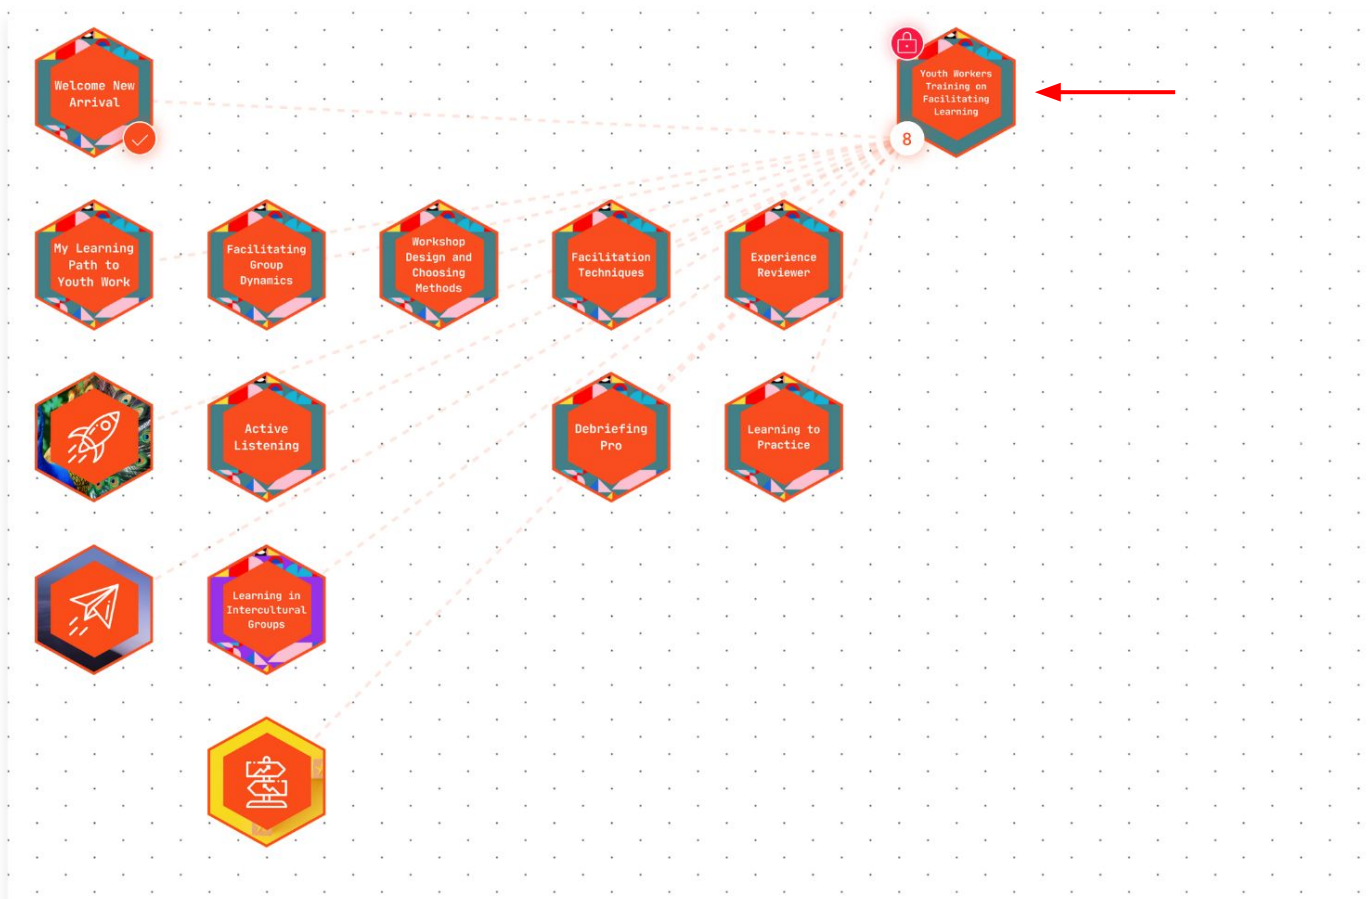 Welcome New
Arrival
Youth Workers
Training on
Facilitating
Learning
8
My Learning
Path to
Youth Work
Facilitating
Group
Dynamics
Workshop
Design and
Choosing
Methods
Facilitation
Techniques
Experience
Reviewer
Active
Listening
Debriefing
Pro
Learning to
Practice
Learning in
Intercultural
Groups